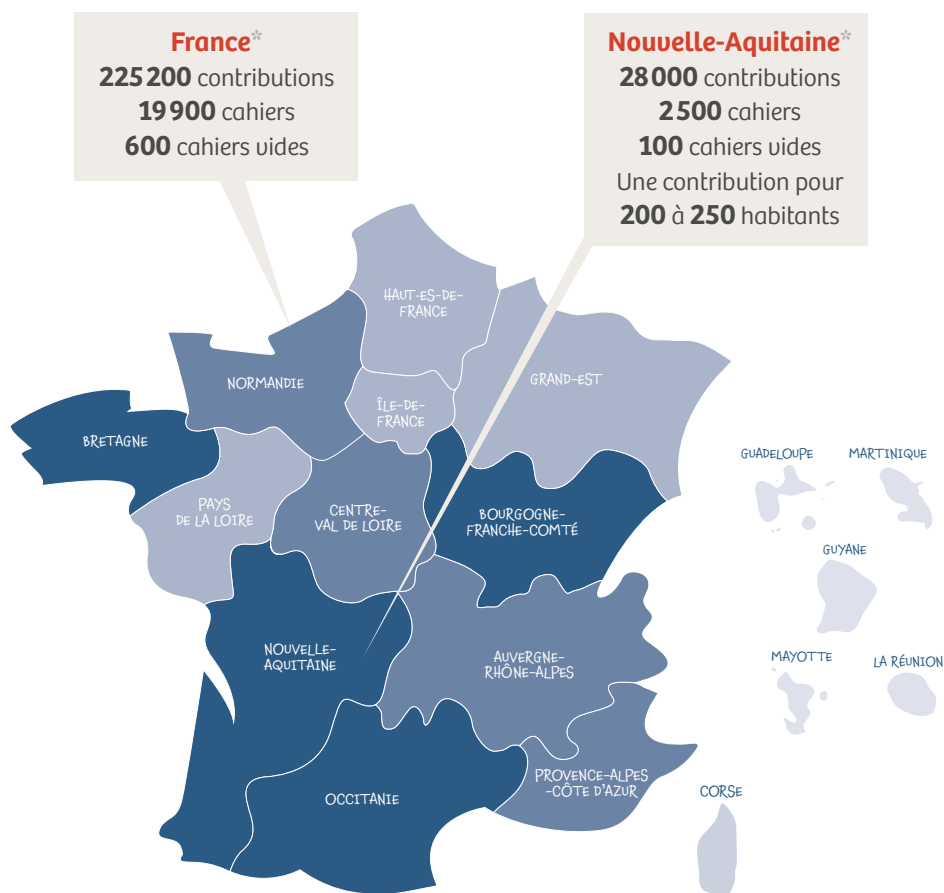 France*
225 200 contributions
19 900 cahiers
600 cahiers vides
Nouvelle-Aquitaine*
28 000 contributions
2 500 cahiers
100 cahiers vides
Une contribution pour
200 à 250 habitants
HAUT-ES-DE-
FRANCE
NORMANDIE
ÎLE-DE-
FRANCE
GRAND-EST
BRETAGNE
PAYS
DE LA LOIRE
CENTRE-
VAL DE LOIRE
BOURGOGNE-
FRANCHE-COMTÉ
NOUVELLE-
AQUITAINE
AUVERGNE-
RHÔNE-ALPES
OCCITANIE
PROVENCE-ALPES
-CÔTE D'AZUR
CORSE
GUADELOUPE
MARTINIQUE
GUYANE
MAYOTTE
LA RÉUNION